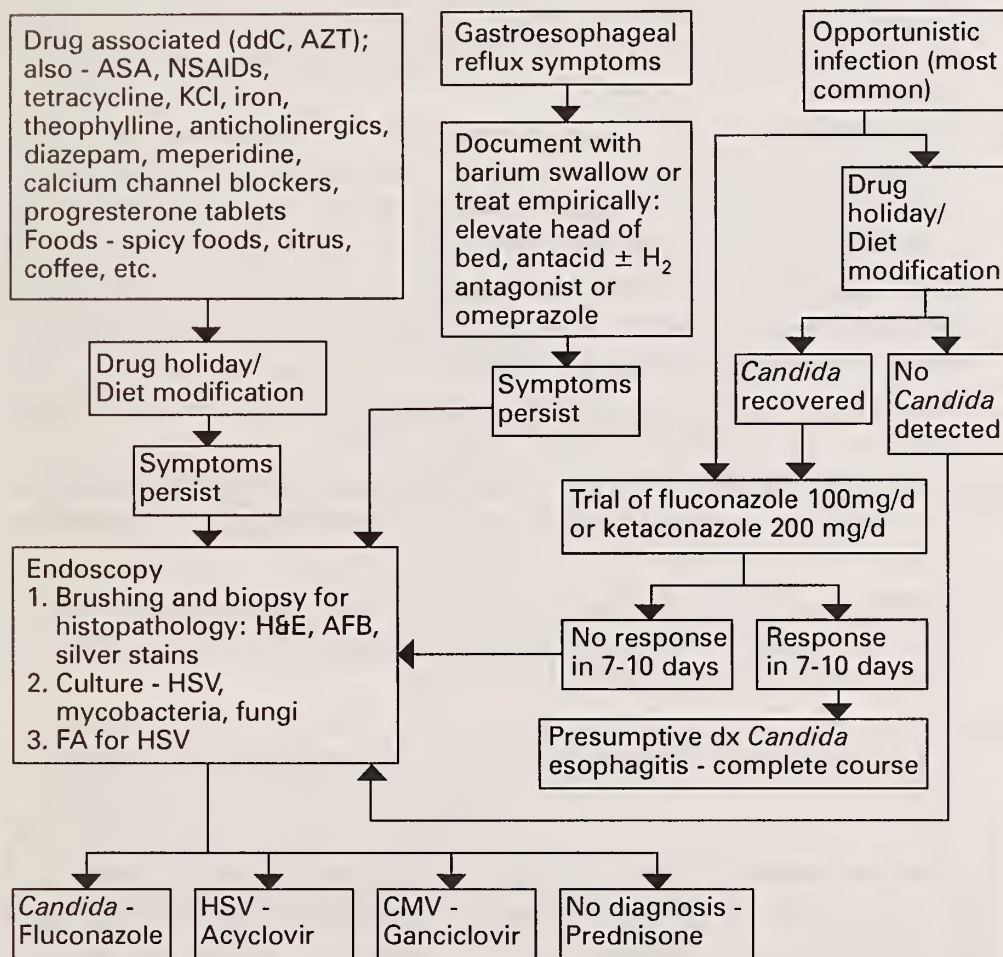 Drug associated (ddC, AZT);
also - ASA, NSAIDs,
tetracycline, KCl, iron,
theophylline, anticholinergics,
diazepam, meperidine,
calcium channel blockers,
progresterone tablets
Foods - spicy foods, citrus,
coffee, etc.
Drug holiday/
Diet modification
Symptoms
persist
Gastroesophageal
reflux symptoms
Document with
barium swallow or
treat empirically:
elevate head of
bed, antacid ± H₂
antagonist or
omeprazole
Symptoms
persist
Opportunistic
infection (most
common)
Drug
holiday/
Diet
modification
Candida
recovered
No
Candida
detected
Trial of fluconazole 100mg/d
or ketaconazole 200 mg/d
No response
in 7-10 days
Response
in 7-10 days
Presumptive dx Candida
esophagitis - complete course
Endoscopy
1. Brushing and biopsy for
histopathology: H&E, AFB,
silver stains
2. Culture - HSV,
mycobacteria, fungi
3. FA for HSV
Candida -
Fluconazole
HSV -
Acyclovir
CMV -
Ganciclovir
No diagnosis -
Prednisone